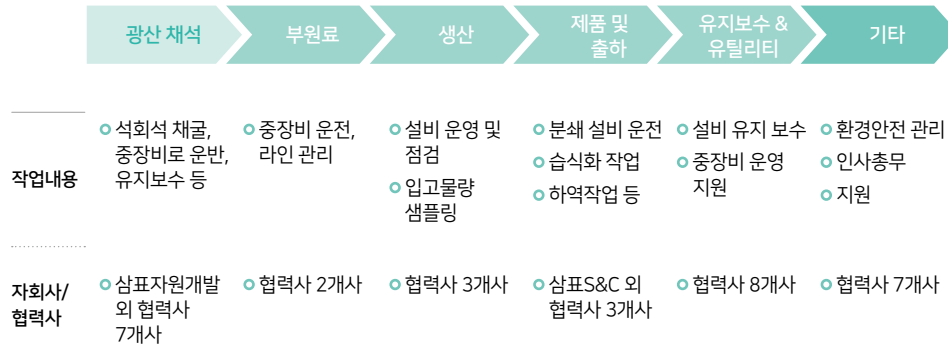 광산 채석
부원료
생산
제품 및
출하
유지보수 &
유틸리티
기타
작업내용
석회석 채굴,
중장비로 운반,
유지보수 등
중장비 운전,
라인 관리
설비 운영 및
점검
입고물량
샘플링
분쇄 설비 운전
습식화 작업
하역작업 등
설비 유지 보수
중장비 운영
지원
환경안전 관리
인사총무
지원
자회사/
협력사
삼표자원개발
외 협력사
7개사
협력사 2개사
협력사 3개사
삼표S&C 외
협력사 3개사
협력사 8개사
협력사 7개사